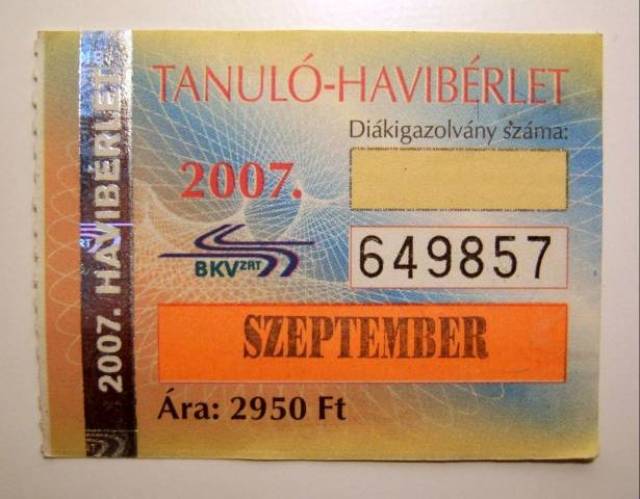 TANULÓ-HAVIBÉRLET
Diákigazolvány száma:
2007.
BKV ZRT
649857
SZEPTEMBER
Ára: 2950 Ft
2007. HAVIBÉRLET